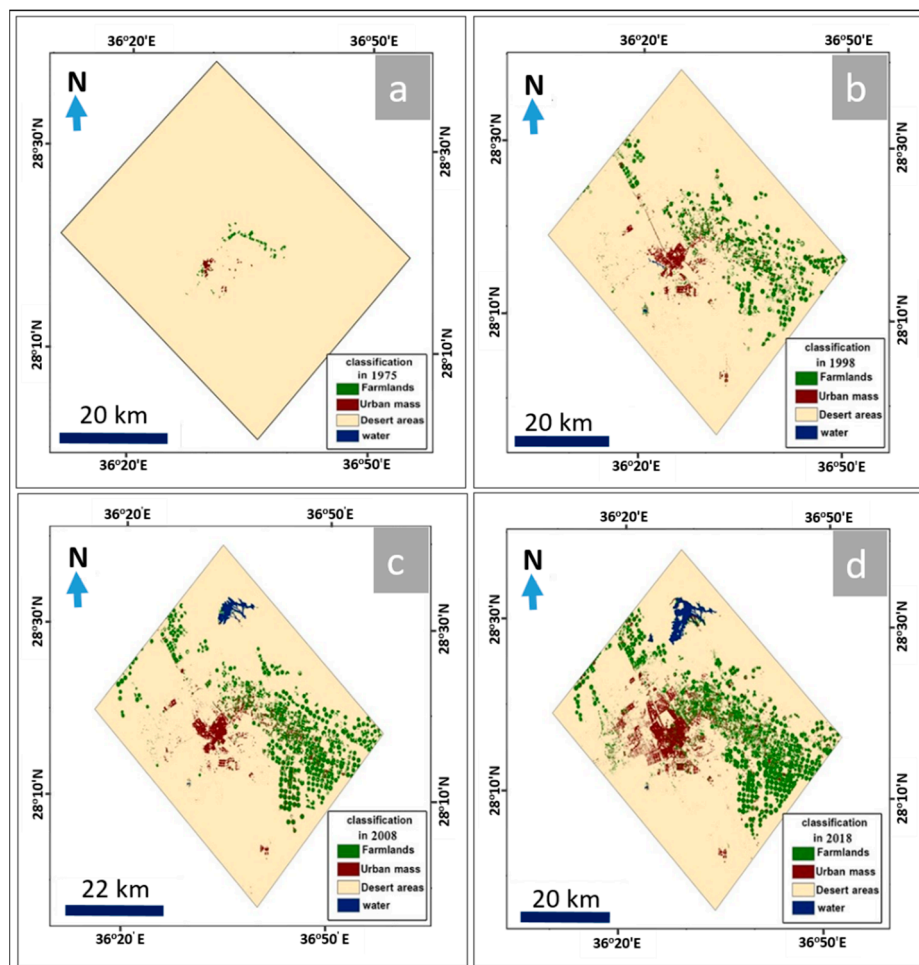 36°20'E 36°50'E
N
a
28°30'N 28°30'N
28°10'N 28°10'N
classification
in 1975
Farmlands
Urban mass
Desert areas
water
20 km
36°20'E 36°50'E
36°20'E 36°50'E
N
b
28°30'N 28°30'N
28°10'N 28°10'N
classification
in 1998
Farmlands
Urban mass
Desert areas
water
20 km
36°20'E 36°50'E
36°20'E 36°50'E
N
c
28°30'N 28°30'N
28°10'N 28°10'N
classification
in 2008
Farmlands
Urban mass
Desert areas
water
22 km
36°20'E 36°50'E
36°20'E 36°50'E
N
d
28°30'N 28°30'N
28°10'N 28°10'N
classification
in 2018
Farmlands
Urban mass
Desert areas
water
20 km
36°20'E 36°50'E